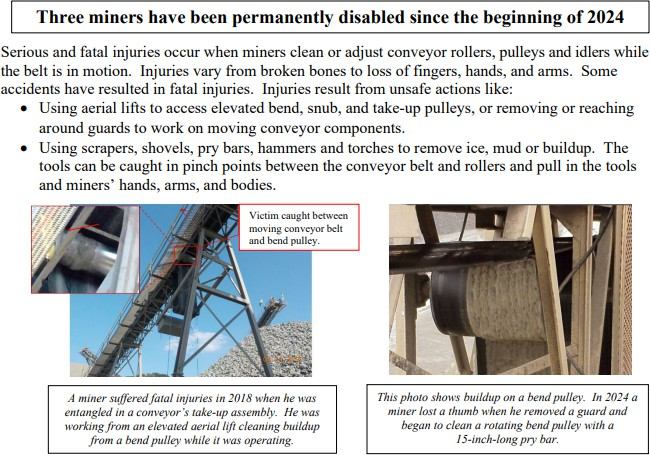 Three miners have been permanently disabled since the beginning of 2024
Serious and fatal injuries occur when miners clean or adjust conveyor rollers, pulleys and idlers while
the belt is in motion.  Injuries vary from broken bones to loss of fingers, hands, and arms.  Some
accidents have resulted in fatal injuries.  Injuries result from unsafe actions like:
• Using aerial lifts to access elevated bend, snub, and take-up pulleys, or removing or reaching
around guards to work on moving conveyor components.
• Using scrapers, shovels, pry bars, hammers and torches to remove ice, mud or buildup.  The
tools can be caught in pinch points between the conveyor belt and rollers and pull in the tools
and miners' hands, arms, and bodies.
Victim caught between
moving conveyor belt
and bend pulley.
A miner suffered fatal injuries in 2018 when he was
entangled in a conveyor's take-up assembly.  He was
working from an elevated aerial lift cleaning buildup
from a bend pulley while it was operating.
This photo shows buildup on a bend pulley.  In 2024 a
miner lost a thumb when he removed a guard and
began to clean a rotating bend pulley with a
15-inch-long pry bar.